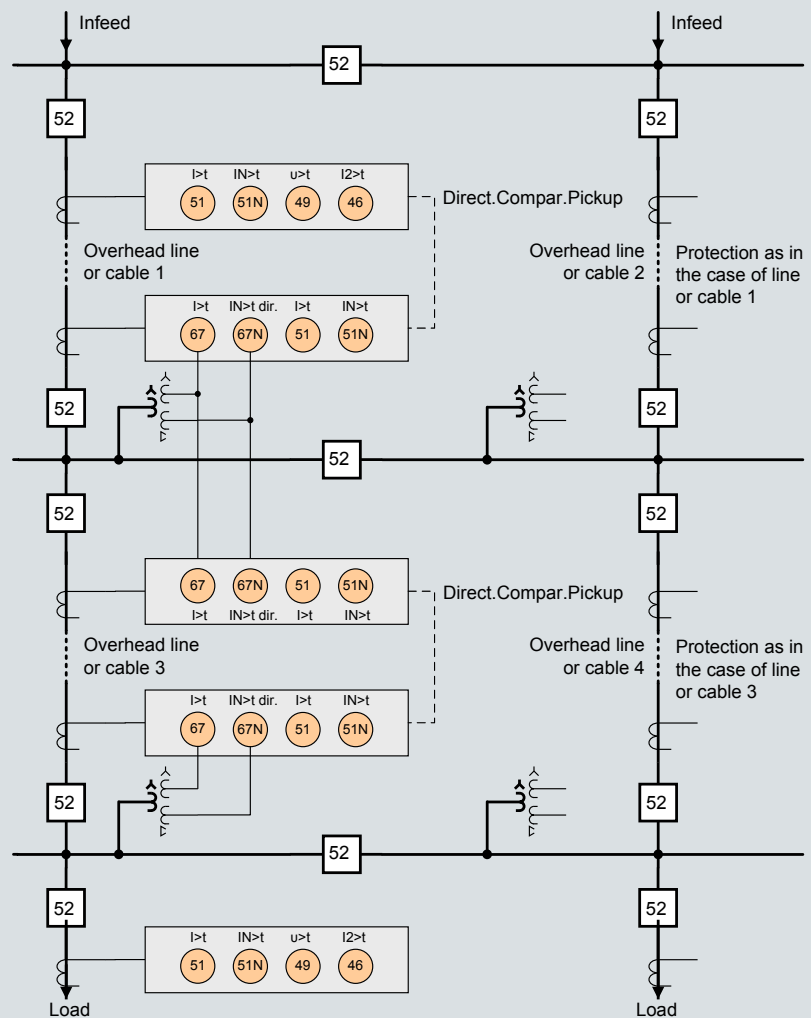 Infeed
Infeed
52
52
52
I>t IN>t υ>t I2>t
51 51N 49 46
Direct.Compar.Pickup
Overhead line
or cable 1
Overhead line
or cable 2
Protection as in
the case of line
or cable 1
I>t IN>t dir. I>t IN>t
67 67N 51 51N
52
52
52
52
52
67 67N 51 51N
I>t IN>t dir. I>t IN>t
Direct.Compar.Pickup
Overhead line
or cable 3
Overhead line
or cable 4
Protection as in
the case of line
or cable 3
I>t IN>t dir. I>t IN>t
67 67N 51 51N
52
52
52
52
52
I>t IN>t υ>t I2>t
51 51N 49 46
Load
Load